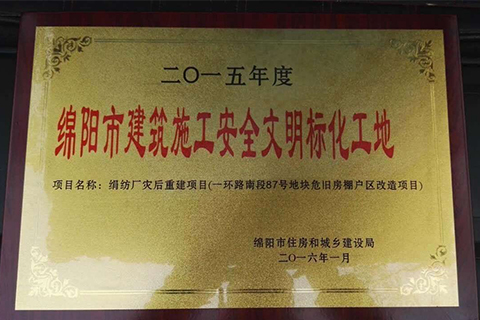 二〇一五年度
绵阳市建筑施工安全文明标化工地
项目名称：绢纺厂灾后重建项目(一环路南段87号地块危旧房棚户区改造项目)
绵阳市住房和城乡建设局
二〇一六年一月